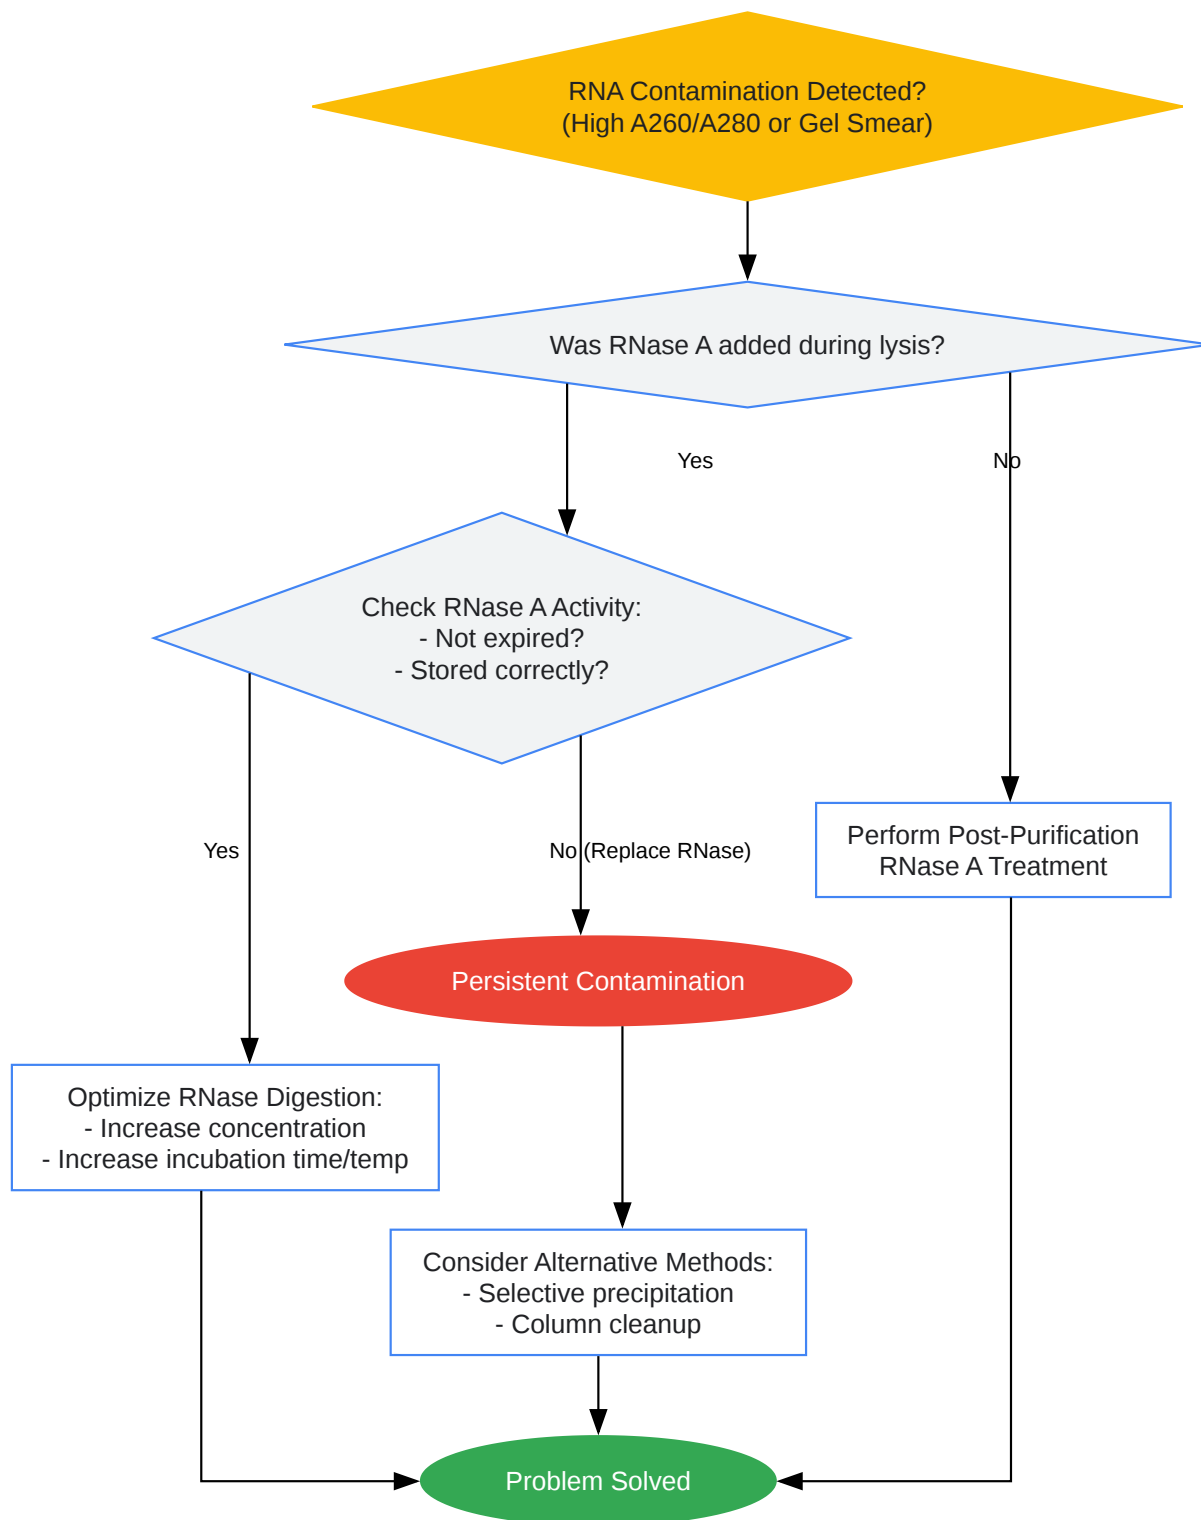 RNA Contamination Detected?
(High A260/A280 or Gel Smear)
Was RNase A added during lysis?
Yes
No
Check RNase A Activity:
- Not expired?
- Stored correctly?
Yes
No (Replace RNase)
Perform Post-Purification
RNase A Treatment
Persistent Contamination
Optimize RNase Digestion:
- Increase concentration
- Increase incubation time/temp
Consider Alternative Methods:
- Selective precipitation
- Column cleanup
Problem Solved